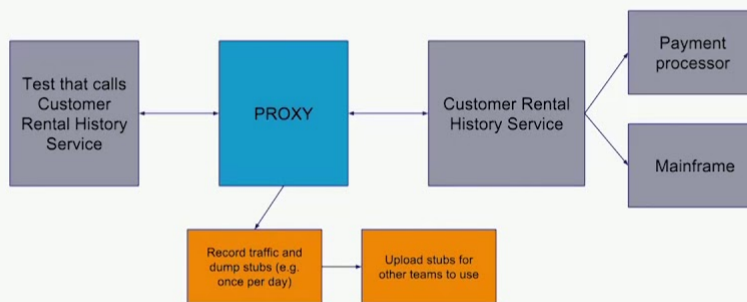 Test that calls
Customer
Rental History
Service
PROXY
Customer Rental
History Service
Payment
processor
Mainframe
Record traffic and
dump stubs (e.g.
once per day)
Upload stubs for
other teams to use